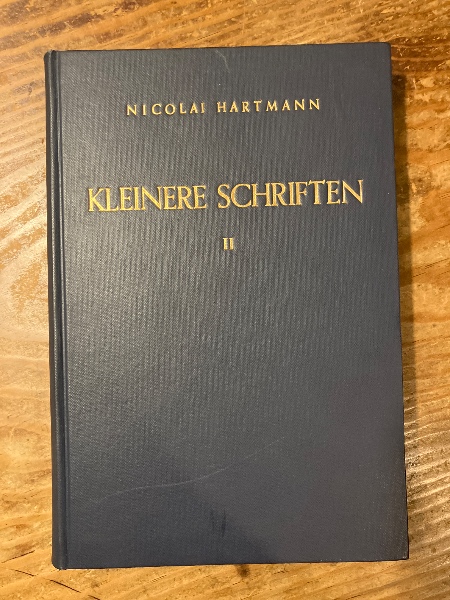 NICOLAI HARTMANN
KLEINERE SCHRIFTEN
II